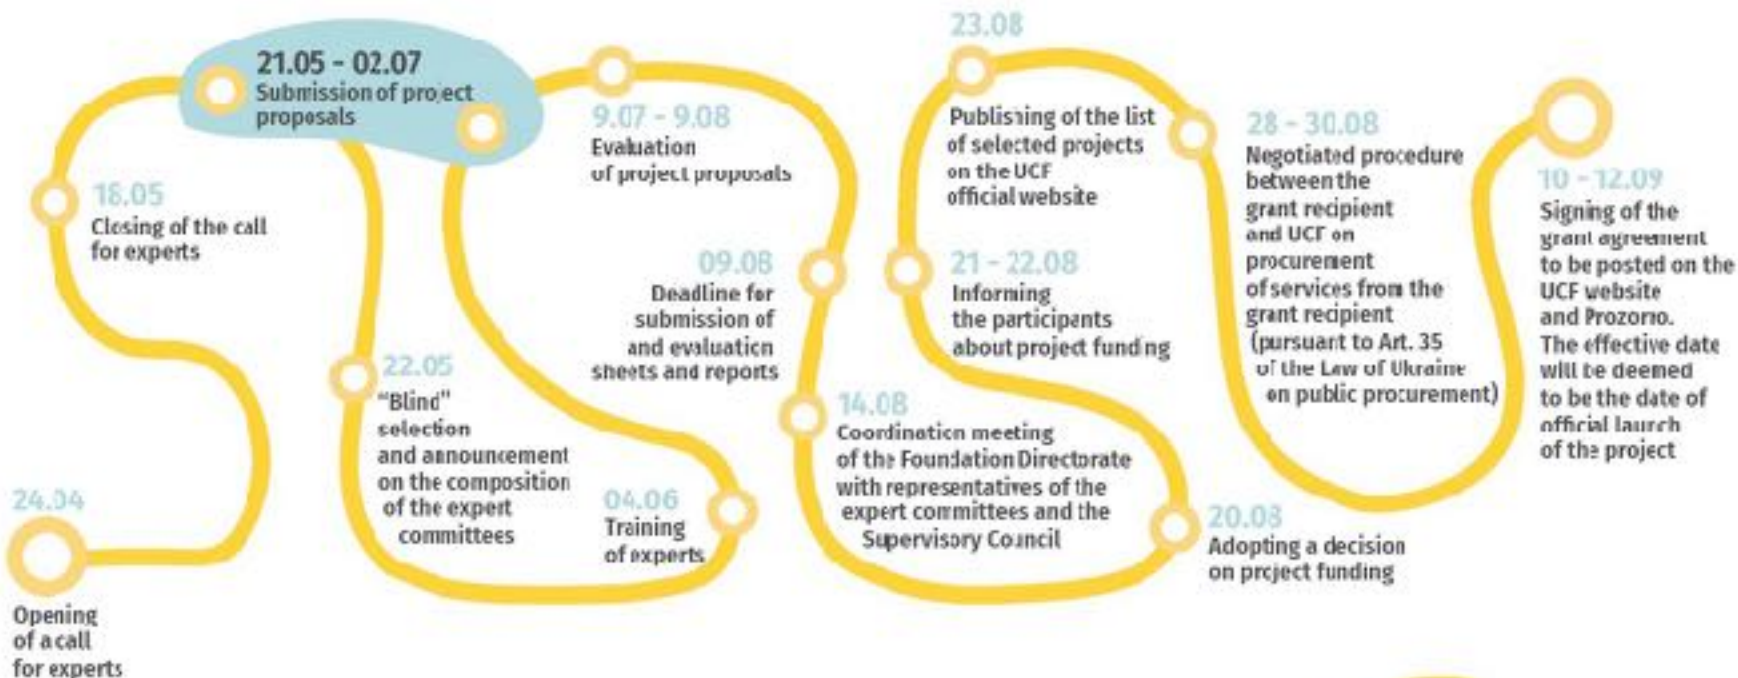 24.04
Opening
of a call
for experts
18.05
Closing of the call
for experts
21.05 - 02.07
Submission of project
proposals
22.05
"Blind"
selection
and announcement
on the composition
of the expert
committees
04.06
Training
of experts
9.07 - 9.08
Evaluation
of project proposals
09.08
Deadline for
submission of
and evaluation
sheets and reports
14.08
Coordination meeting
of the Foundation Directorate
with representatives of the
expert committees and the
Supervisory Council
20.08
Adopting a decision
on project funding
21 - 22.08
Informing
the participants
about project funding
23.08
Publishing of the list
of selected projects
on the UCF
official website
28 - 30.08
Negotiated procedure
between the
grant recipient
and UCF on
procurement
of services from the
grant recipient
(pursuant to Art. 35
of the Law of Ukraine
on public procurement)
10 - 12.09
Signing of the
grant agreement
to be posted on the
UCF website
and Prozorro.
The effective date
will be deemed
to be the date of
official launch
of the project